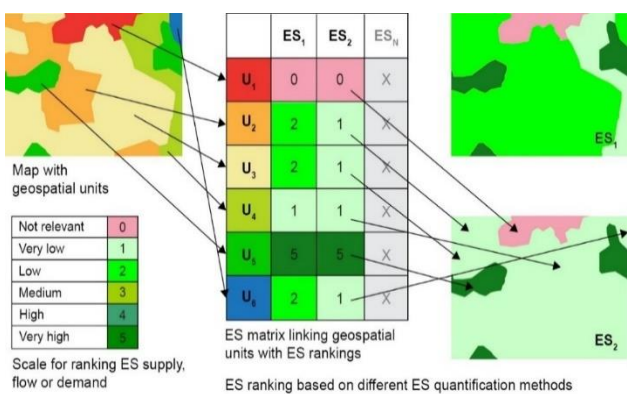 ES₁ ES₂ ES_N
U₁ 0 0 X
U₂ 2 1 X
U₃ 2 1 X
U₄ 1 1 X
U₅ 5 5 X
U₆ 2 1 X
Map with
geospatial units
Not relevant 0
Very low 1
Low 2
Medium 3
High 4
Very high 5
Scale for ranking ES supply,
flow or demand
ES matrix linking geospatial
units with ES rankings
ES ranking based on different ES quantification methods
ES₁
ES₂